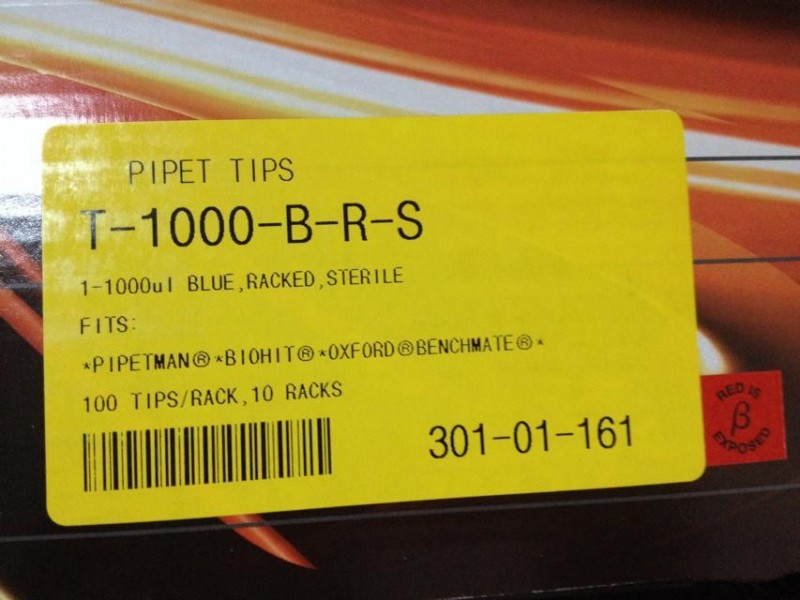 PIPET TIPS
T-1000-B-R-S
1-1000ul BLUE,RACKED,STERILE
FITS:
*PIPETMAN®*BIOHIT®*OXFORD®BENCHMATE®*
100 TIPS/RACK,10 RACKS
301-01-161
RED IS
β
EXPOSED